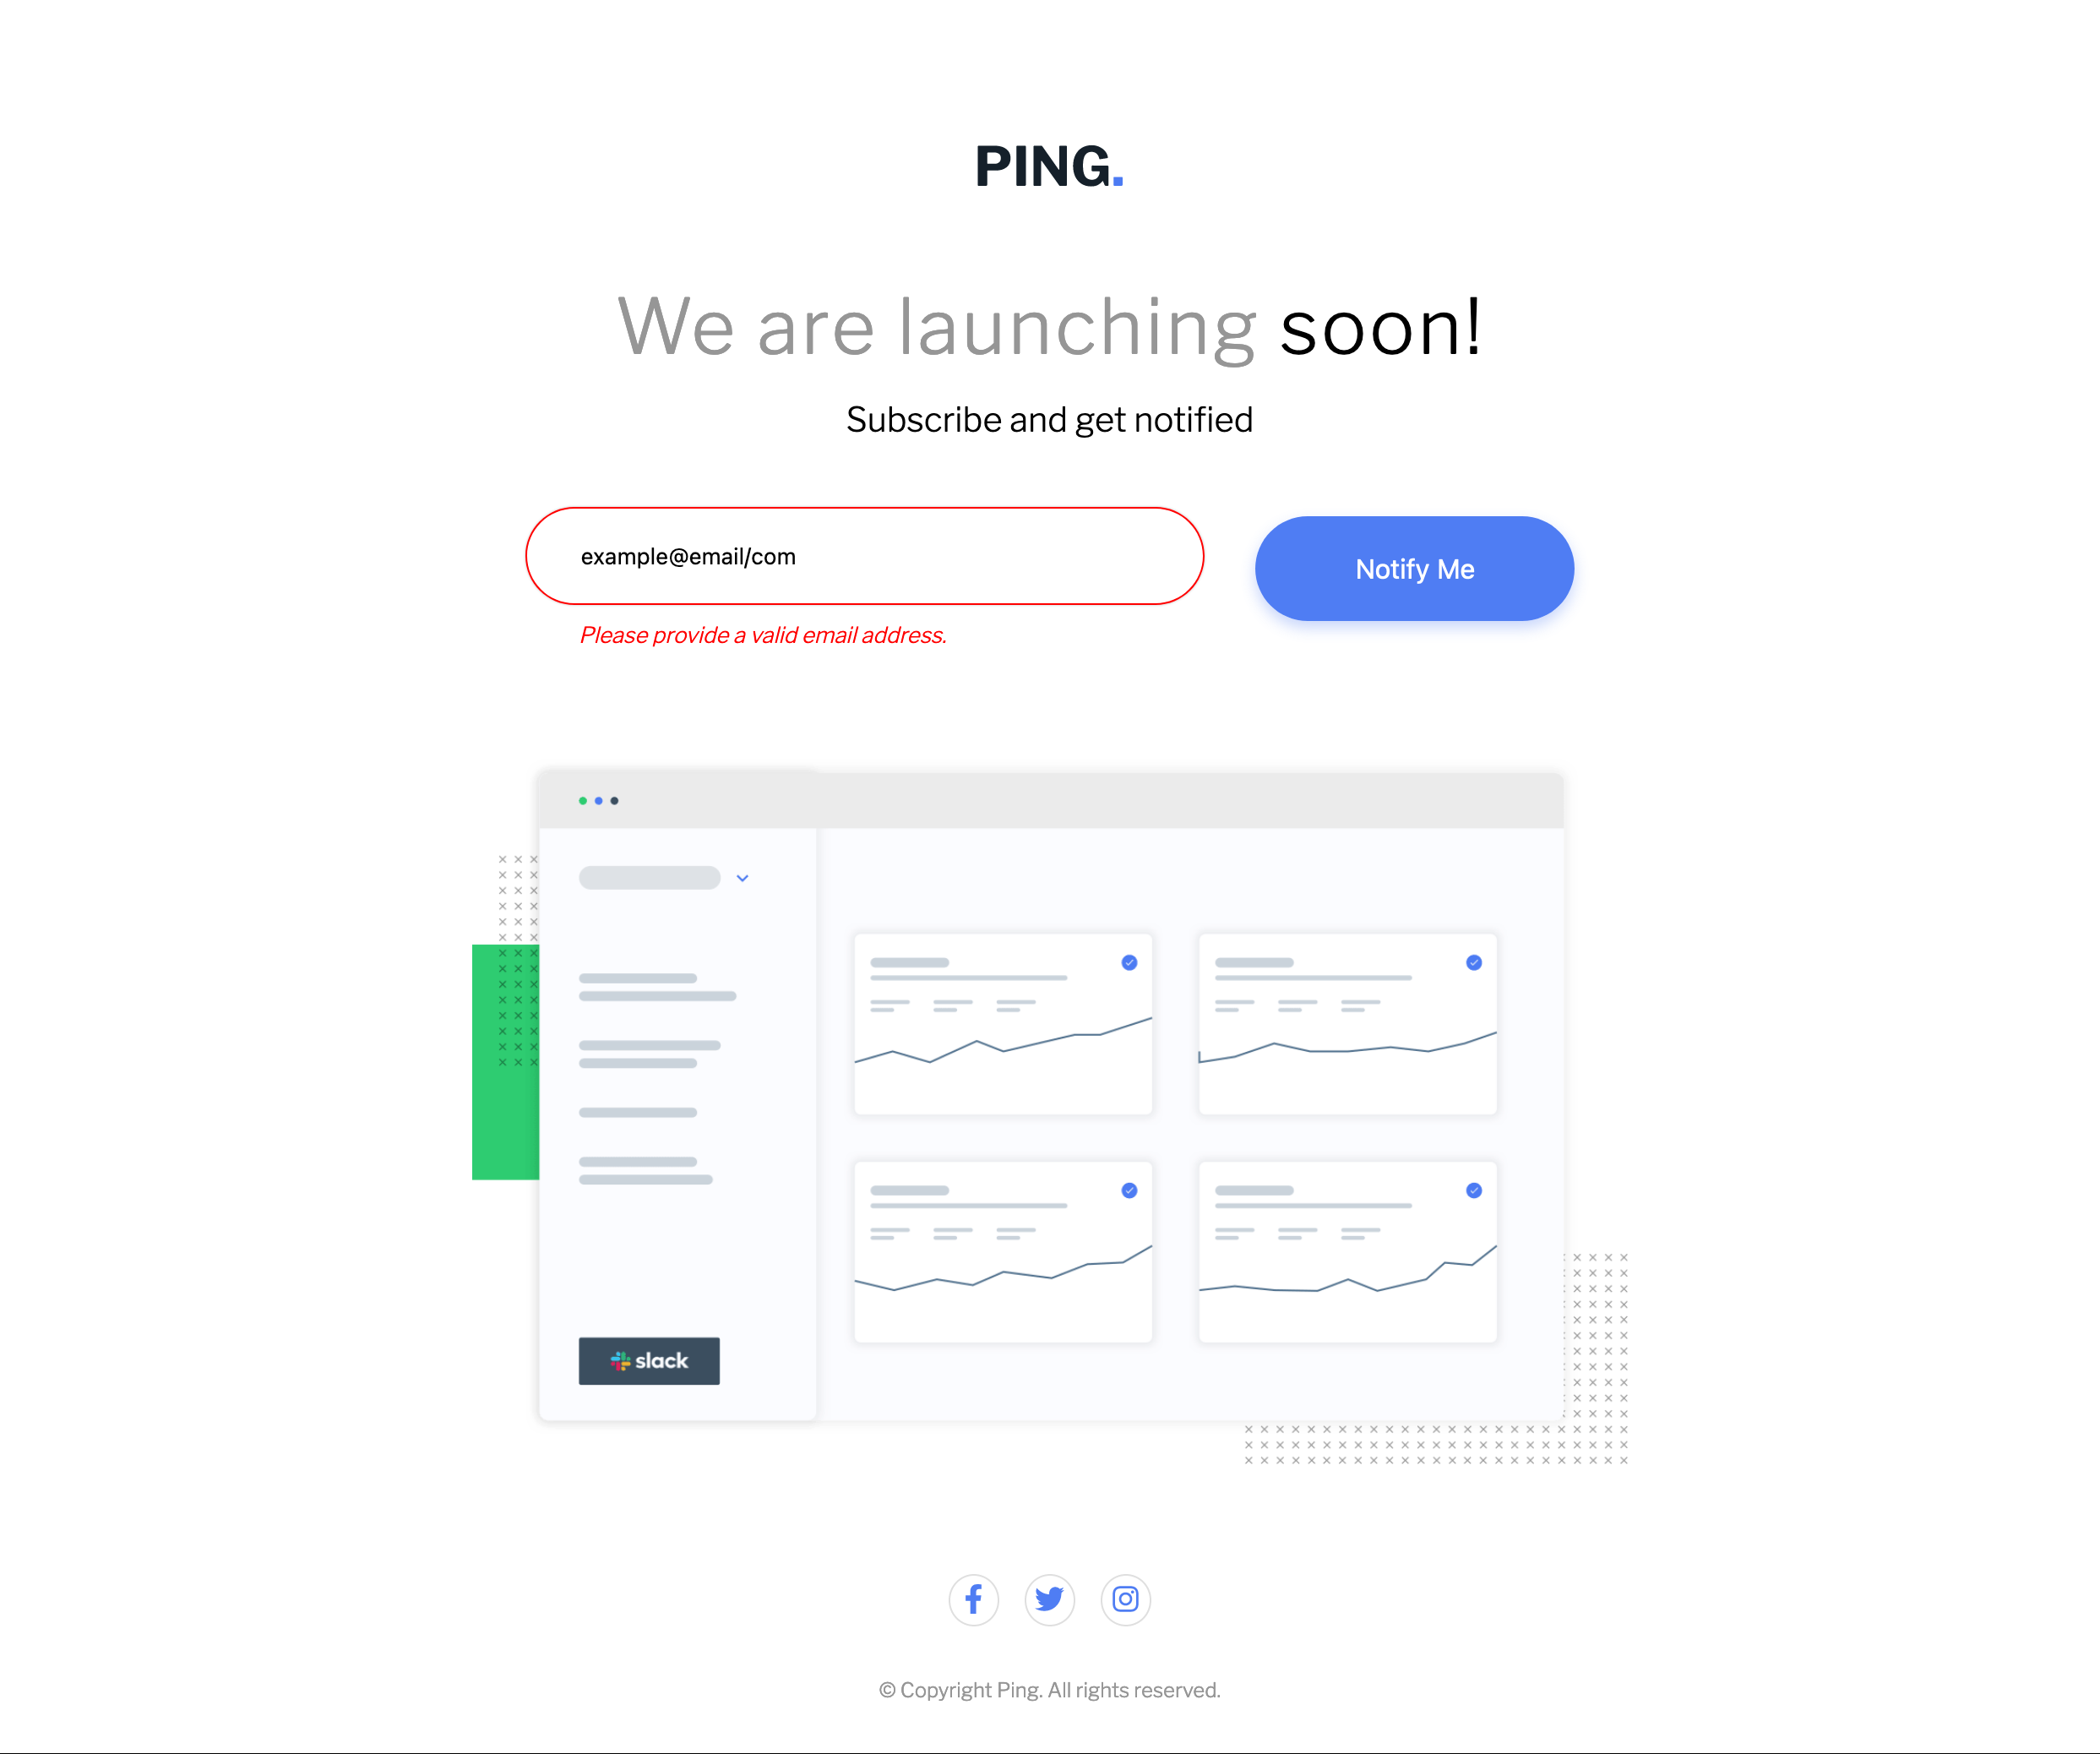 PING.
We are launching soon!
Subscribe and get notified
example@email/com
Notify Me
Please provide a valid email address.
slack
© Copyright Ping. All rights reserved.